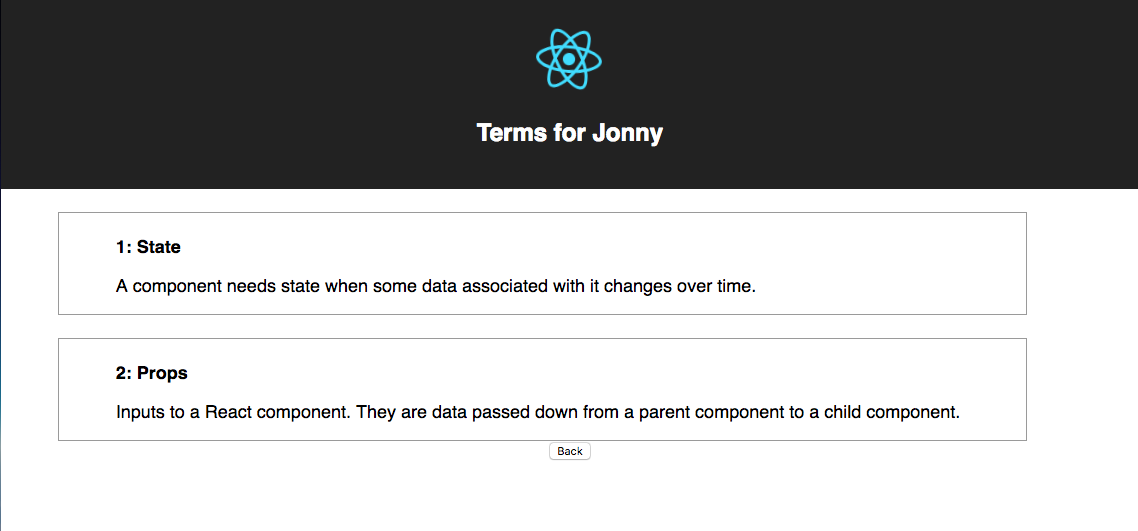 Terms for Jonny
1: State
A component needs state when some data associated with it changes over time.
2: Props
Inputs to a React component. They are data passed down from a parent component to a child component.
Back